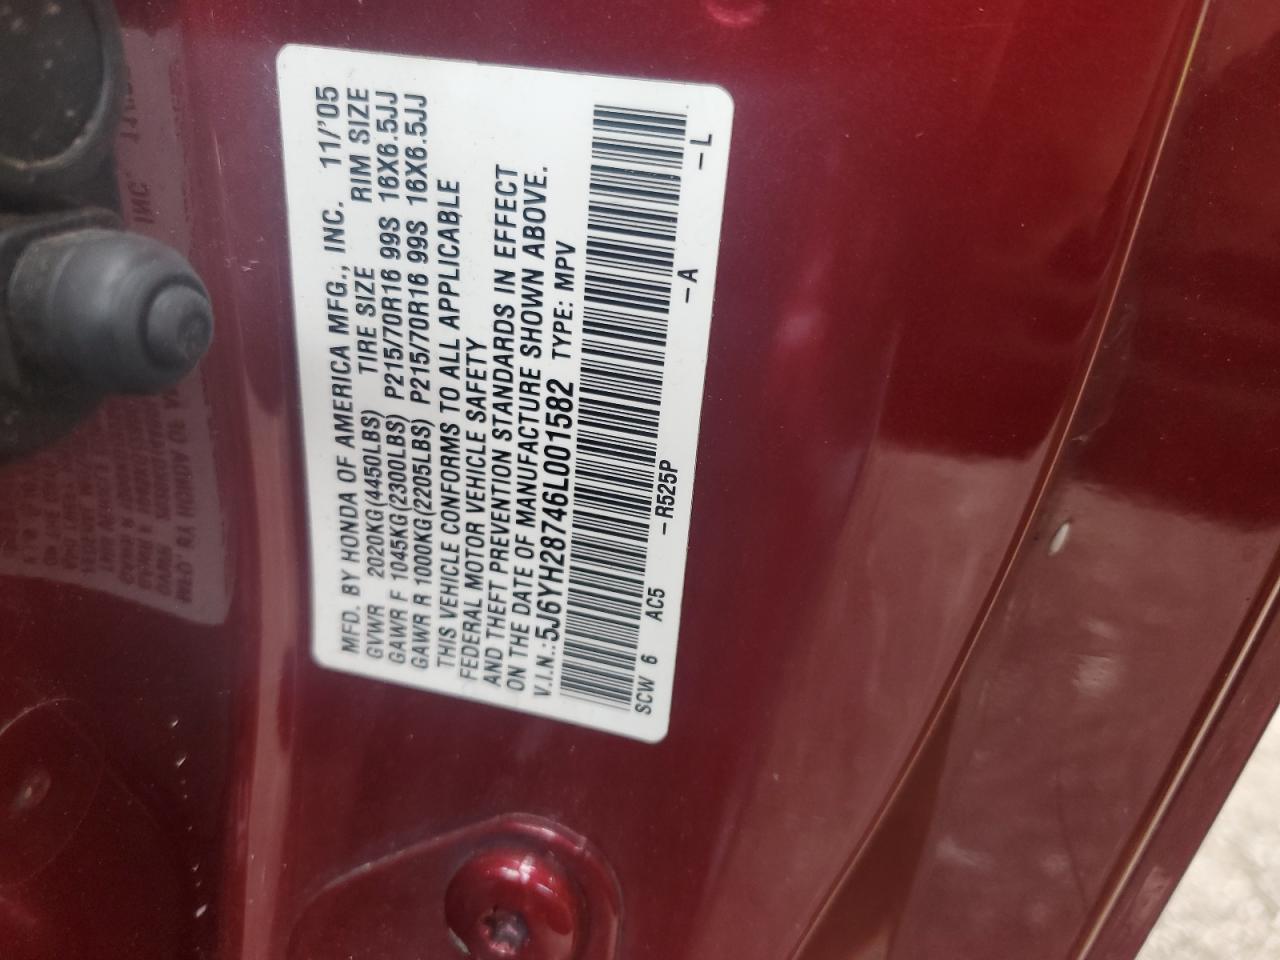 MFD. BY HONDA OF AMERICA MFG., INC. 11/'05
GVWR 2020KG(4450LBS) TIRE SIZE RIM SIZE
GAWR F 1045KG(2300LBS) P215/70R16 99S 16X6.5JJ
GAWR R 1000KG(2205LBS) P215/70R16 99S 16X6.5JJ
THIS VEHICLE CONFORMS TO ALL APPLICABLE
FEDERAL MOTOR VEHICLE SAFETY
AND THEFT PREVENTION STANDARDS IN EFFECT
ON THE DATE OF MANUFACTURE SHOWN ABOVE.
V.I.N.:5J6YH28746L001582 TYPE: MPV
SCW 6 AC5 –R525P –A –L